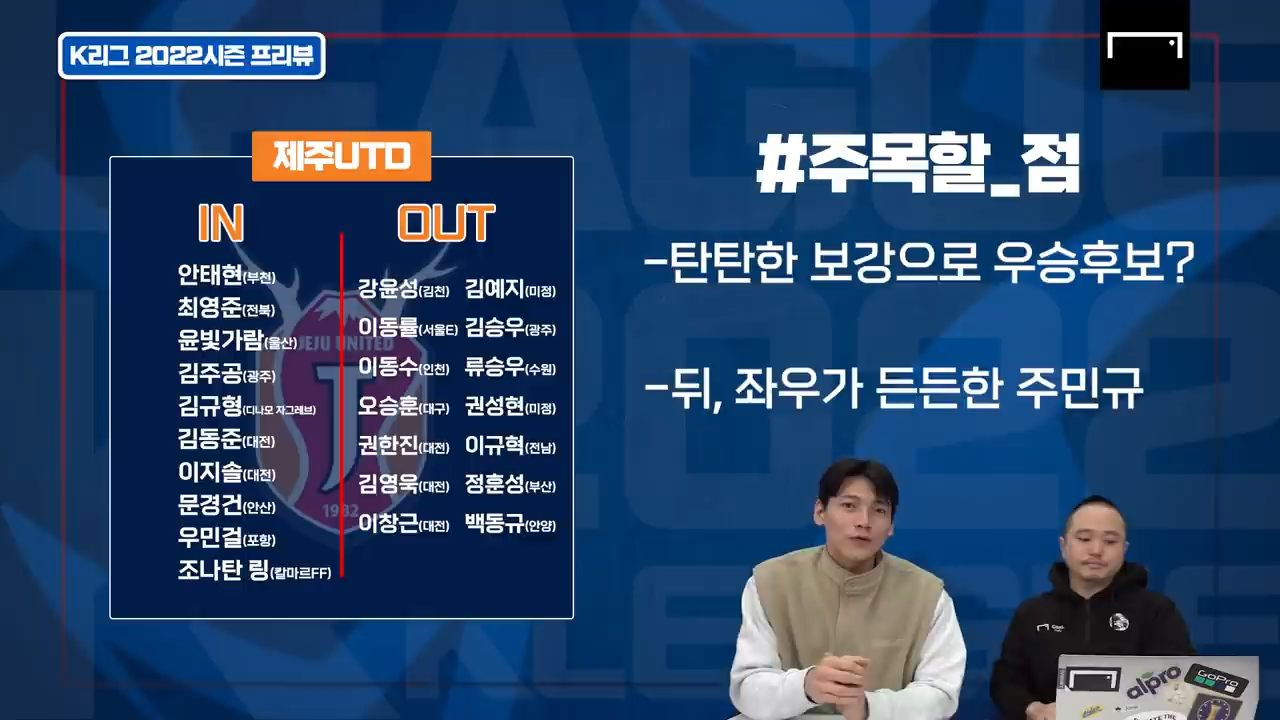 K리그 2022시즌 프리뷰
제주UTD
IN
OUT
안태현(부천)
최영준(전북)
윤빛가람(울산)
김주공(광주)
김규형(디나모 자그레브)
김동준(대전)
이지솔(대전)
문경건(안산)
우민걸(포항)
조나탄 링(칼마르FF)
강윤성(김천) 김예지(미정)
이동률(서울E) 김승우(광주)
이동수(인천) 류승우(수원)
오승훈(대구) 권성현(미정)
권한진(대전) 이규혁(전남)
김영욱(대전) 정훈성(부산)
이창근(대전) 백동규(안양)
JEJU UNITED
1982
#주목할_점
-탄탄한 보강으로 우승후보?
-뒤, 좌우가 든든한 주민규
alpro
GoPro